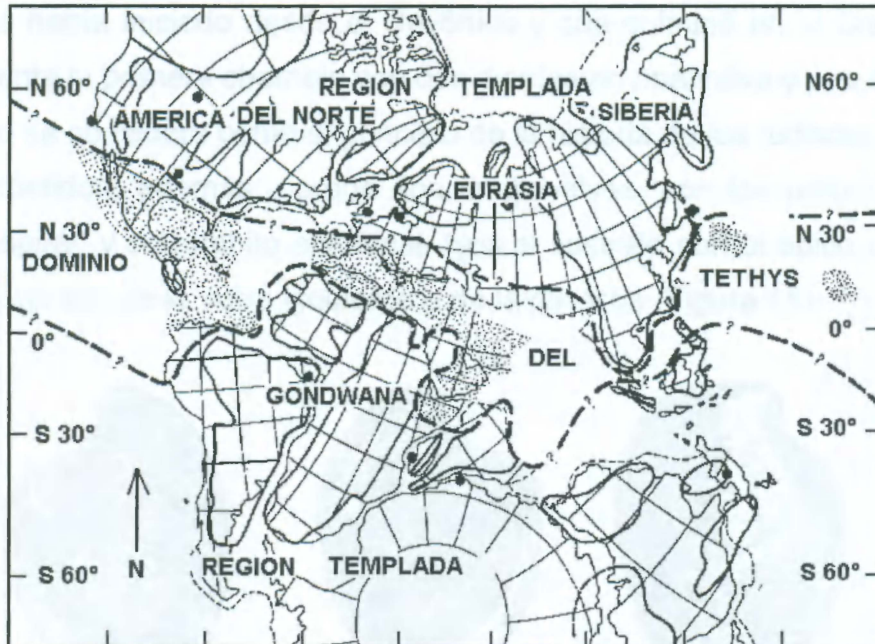 N 60° REGION TEMPLADA N60°
AMERICA DEL NORTE SIBERIA
EURASIA
N 30° N 30°
DOMINIO TETHYS
0° DEL 0°
GONDWANA
S 30° S 30°
N REGION TEMPLADA
S 60° S 60°